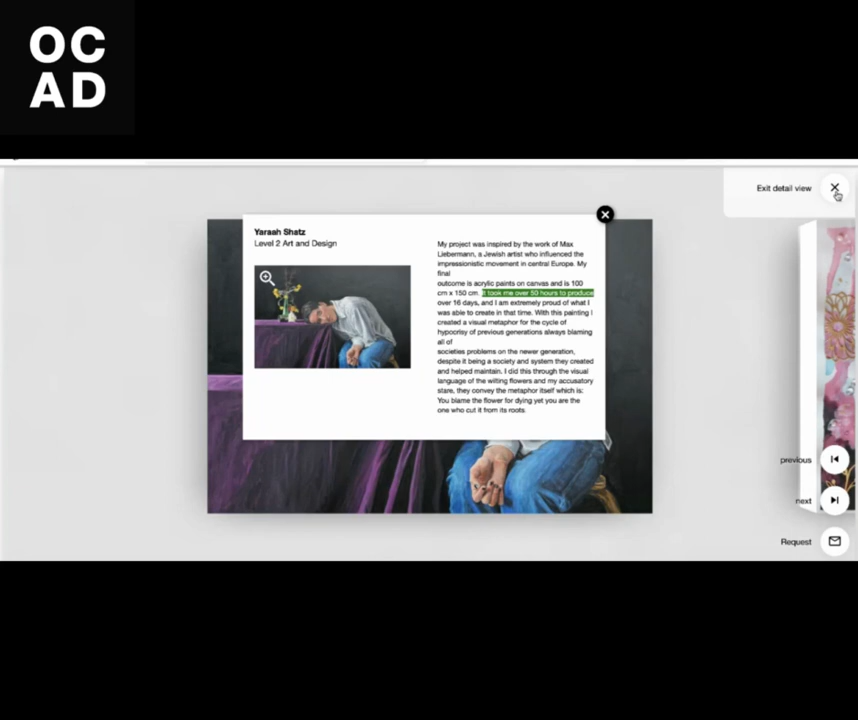 OC
AD
Exit detail view
Yaraah Shatz
Level 2 Art and Design
My project was inspired by the work of Max
Liebermann, a Jewish artist who influenced the
impressionistic movement in central Europe. My
final
outcome is acrylic paints on canvas and is 100
cm x 150 cm. It took me over 50 hours to produce
over 16 days, and I am extremely proud of what I
was able to create in that time. With this painting I
created a visual metaphor for the cycle of
hypocrisy of previous generations always blaming
all of
societies problems on the newer generation,
despite it being a society and system they created
and helped maintain. I did this through the visual
language of the wilting flowers and my accusatory
stare, they convey the metaphor itself which is:
You blame the flower for dying yet you are the
one who cut it from its roots.
previous
next
Request